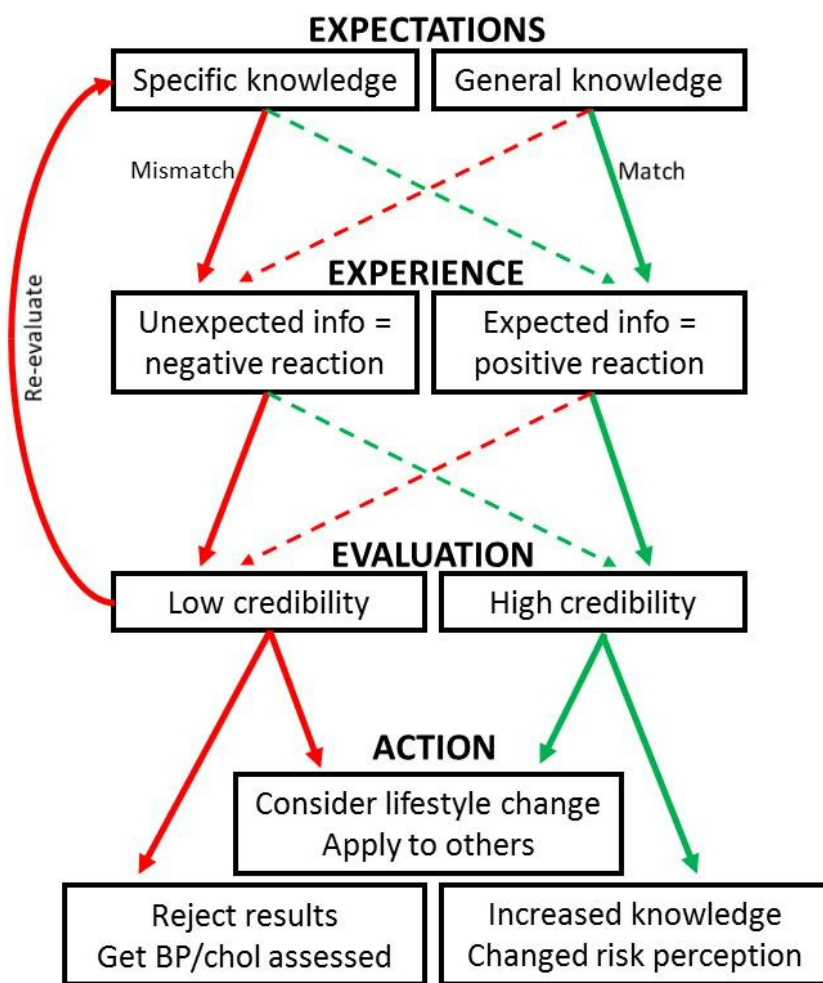 EXPECTATIONS
Specific knowledge
General knowledge
Mismatch
Match
Re-evaluate
EXPERIENCE
Unexpected info =
negative reaction
Expected info =
positive reaction
EVALUATION
Low credibility
High credibility
ACTION
Consider lifestyle change
Apply to others
Reject results
Get BP/chol assessed
Increased knowledge
Changed risk perception